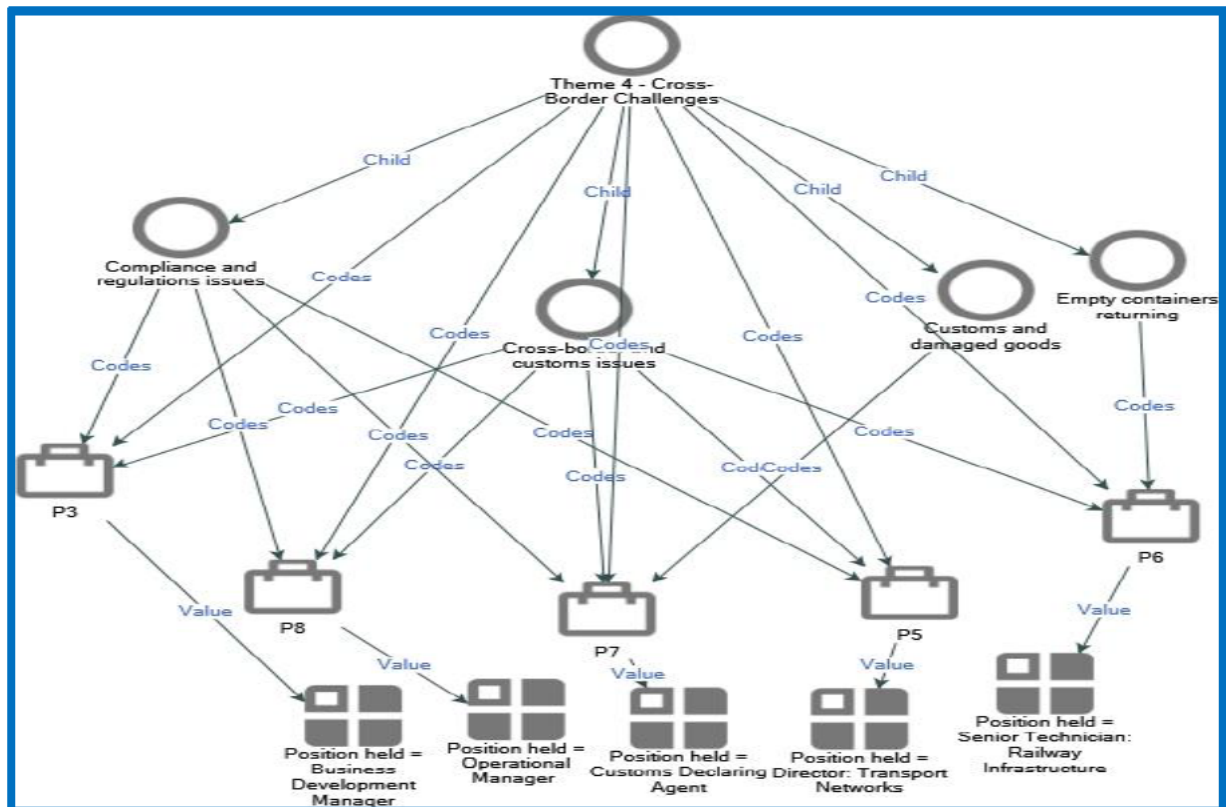 Theme 4 - Cross-
Border Challenges
Child
Child
Child
Child
Compliance and
regulations issues
Codes
Codes
Empty containers
returning
Customs and
damaged goods
Codes
Codes
Codes
customs issues
Codes
Codes
Codes
Codes
Codes
Codes
Codes
Codes
Codes
Codes
P3
P6
P8
P7
P5
Value
Value
Value
Value
Value
Position held =
Business
Development
Manager
Position held =
Operational
Manager
Position held =
Customs Declaring
Agent
Position held =
Director: Transport
Networks
Position held =
Senior Technician:
Railway
Infrastructure